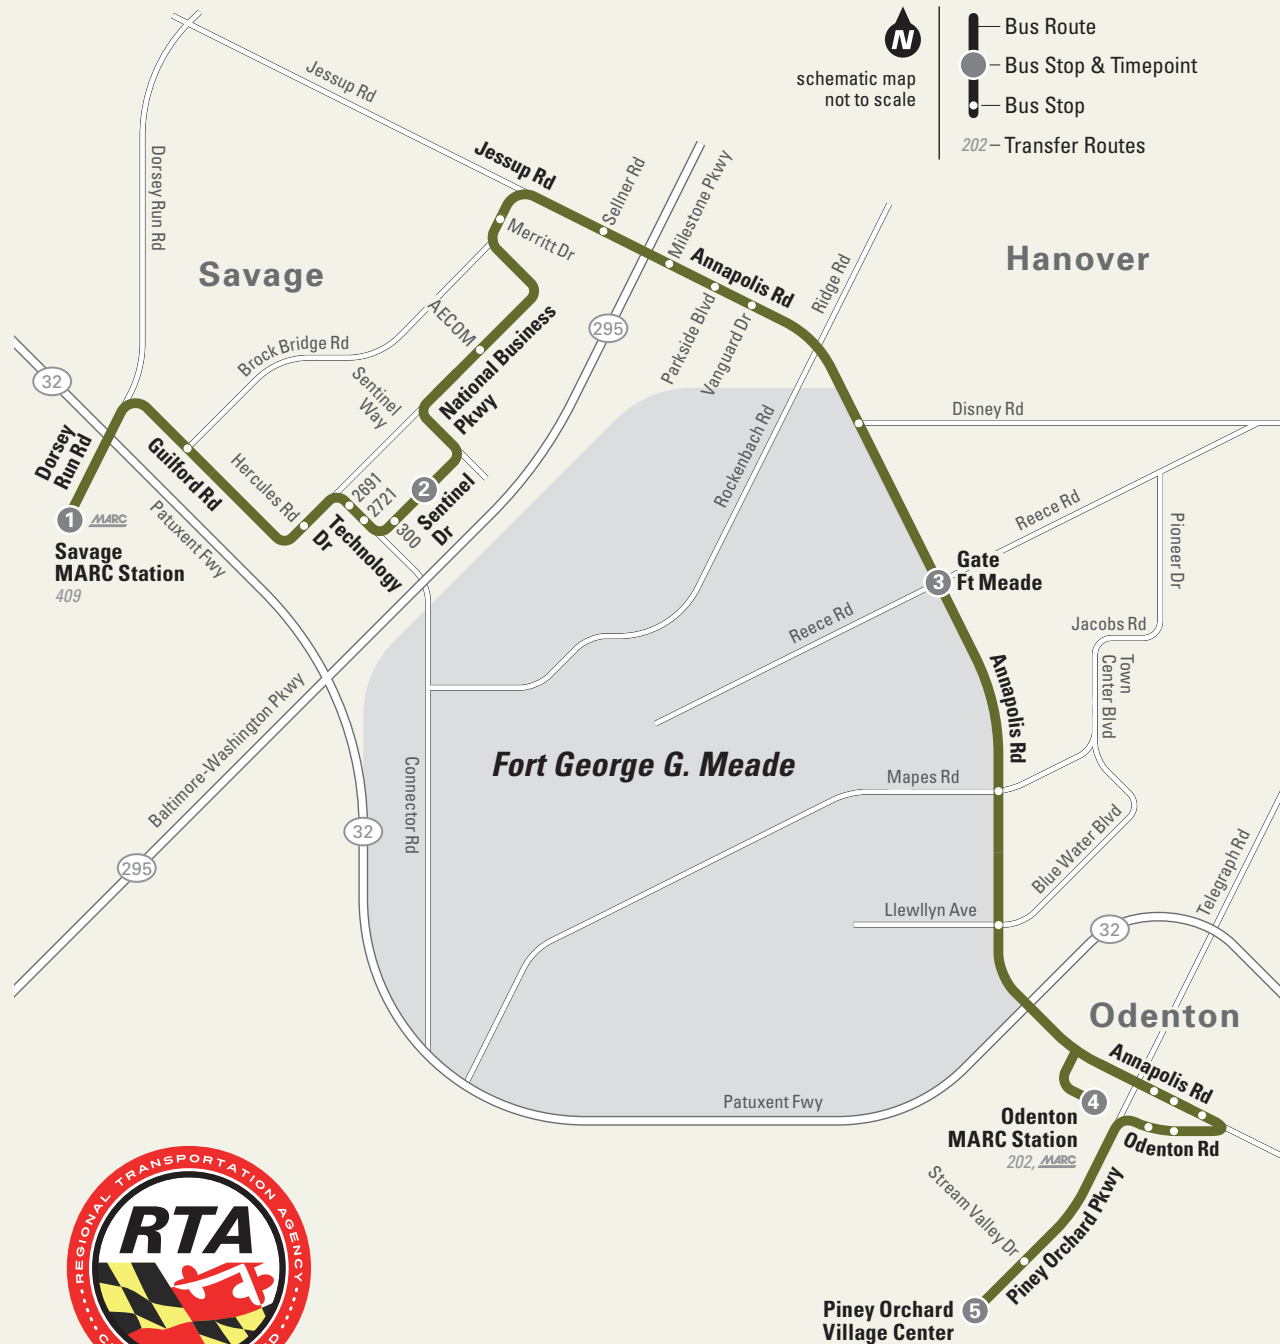 N
schematic map
not to scale
Bus Route
Bus Stop & Timepoint
Bus Stop
202
Transfer Routes
Jessup Rd
Dorsey Run Rd
Jessup Rd
Sellner Rd
Milestone Pkwy
Merritt Dr
Annapolis Rd
Ridge Rd
Hanover
Savage
AECOM
295
Parkside Blvd
Vanguard Dr
Brock Bridge Rd
National Business
Pkwy
Sentinel
Way
32
Disney Rd
Dorsey
Run Rd
Guilford Rd
Hercules Rd
2691
2721
300
2
Sentinel
Dr
Technology
Dr
Rockenbach Rd
Reece Rd
Pioneer Dr
1
MARC
Savage
MARC Station
409
Patuxent Fwy
3
Gate
Ft Meade
Reece Rd
Jacobs Rd
Town
Center Blvd
Annapolis Rd
Baltimore-Washington Pkwy
Fort George G. Meade
Connector Rd
Mapes Rd
32
295
Blue Water Blvd
Telegraph Rd
Llewllyn Ave
32
Odenton
Annapolis Rd
Patuxent Fwy
4
Odenton
MARC Station
202, MARC
Odenton Rd
Stream Valley Dr
Piney Orchard Pkwy
5
Piney Orchard
Village Center
REGIONAL TRANSPORTATION AGENCY
RTA